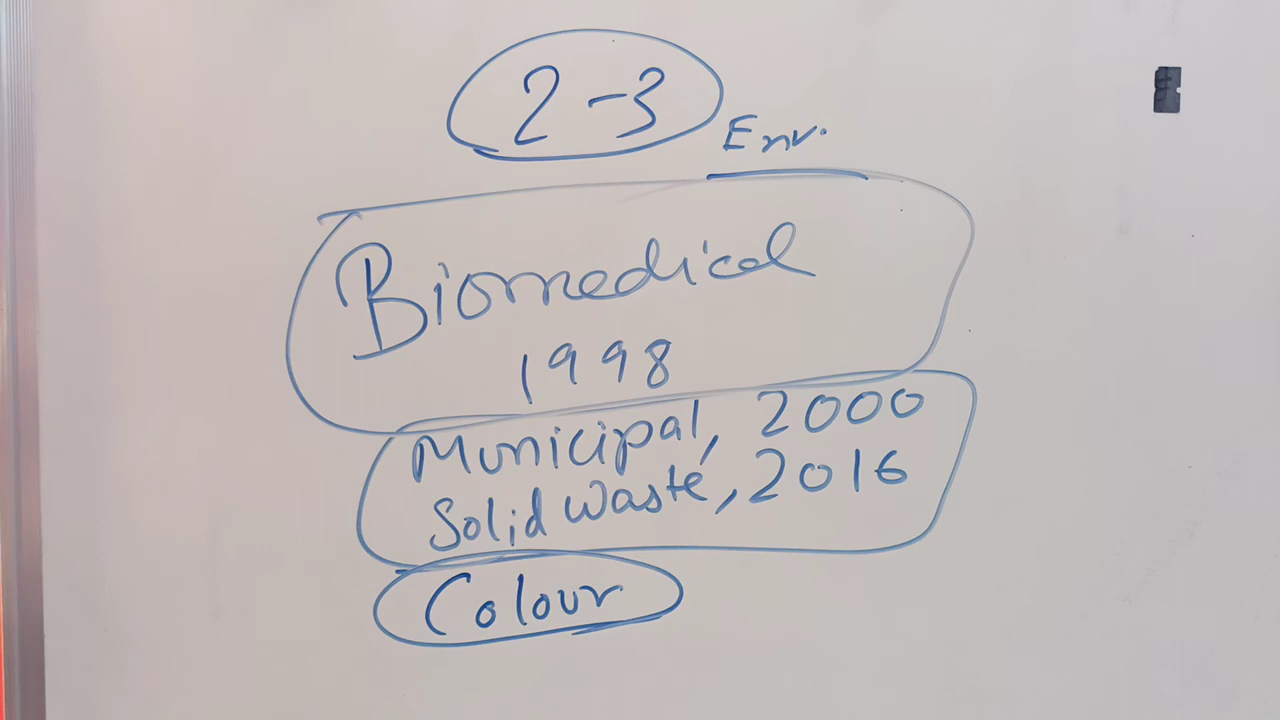 2-3
Env.
Biomedical
1998
Municipal, 2000
Solid Waste, 2016
Colour